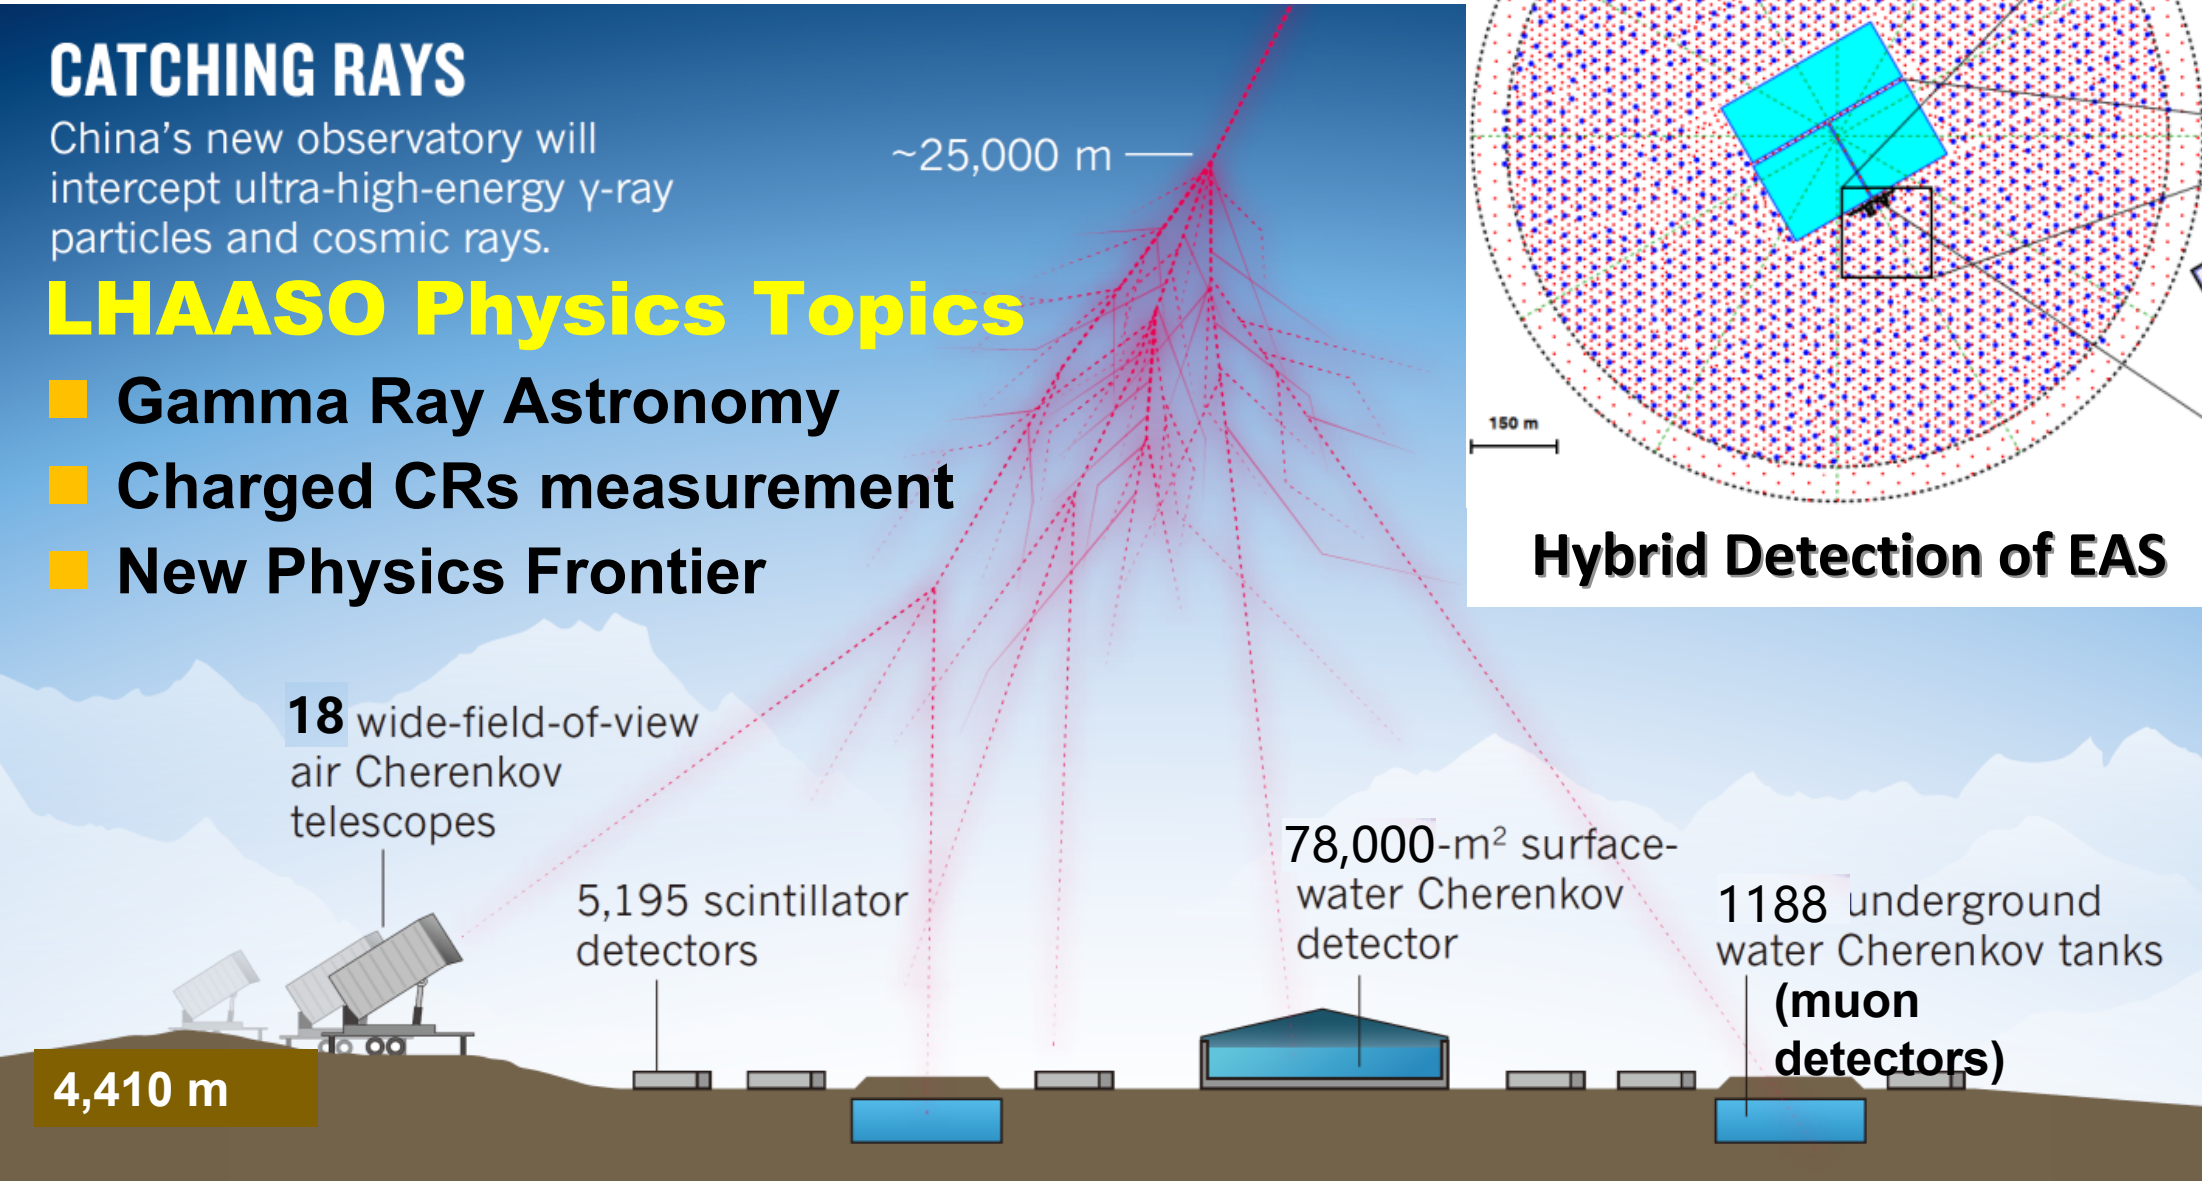 CATCHING RAYS
China's new observatory will
intercept ultra-high-energy γ-ray
particles and cosmic rays.
LHAASO Physics Topics
Gamma Ray Astronomy
Charged CRs measurement
New Physics Frontier
~25,000 m
150 m
Hybrid Detection of EAS
18 wide-field-of-view
air Cherenkov
telescopes
5,195 scintillator
detectors
78,000-m² surface-
water Cherenkov
detector
1188 underground
water Cherenkov tanks
(muon
detectors)
4,410 m